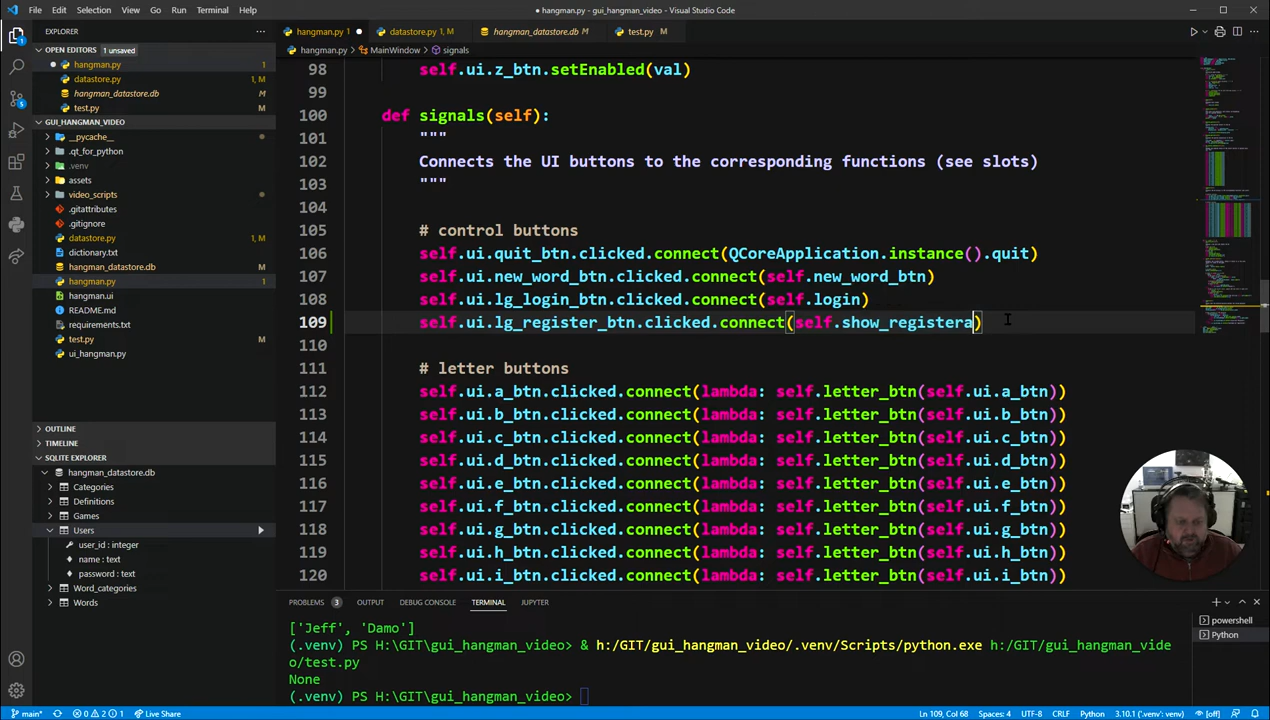 File Edit Selection View Go Run Terminal Help
hangman.py - gui_hangman_video - Visual Studio Code
EXPLORER
hangman.py 1
datastore.py 2, M
hangman_datastore.db
test.py M
hangman.py > MainWindow > signals
OPEN EDITORS 1 unsaved
hangman.py 1
datastore.py 2, M
hangman_datastore.db
test.py M
GUI_HANGMAN_VIDEO
__pycache__
.qt_for_python
.venv
assets
video_scripts
.gitattributes
.gitignore
datastore.py 2, M
dictionary.txt
hangman_datastore.db M
hangman.py 1
hangman.ui
README.md
requirements.txt
test.py M
ui_hangman.py
OUTLINE
TIMELINE
SQLITE EXPLORER
hangman_datastore.db
Categories
Definitions
Games
Users
user_id : integer
name : text
password : text
Word_categories
Words
98 self.ui.z_btn.setEnabled(val)
99
100 def signals(self):
101 """
102 Connects the UI buttons to the corresponding functions (see slots)
103 """
104
105 # control buttons
106 self.ui.quit_btn.clicked.connect(QCoreApplication.instance().quit)
107 self.ui.new_word_btn.clicked.connect(self.new_word_btn)
108 self.ui.lg_login_btn.clicked.connect(self.login)
109 self.ui.lg_register_btn.clicked.connect(self.show_registera)
110
111 # letter buttons
112 self.ui.a_btn.clicked.connect(lambda: self.letter_btn(self.ui.a_btn))
113 self.ui.b_btn.clicked.connect(lambda: self.letter_btn(self.ui.b_btn))
114 self.ui.c_btn.clicked.connect(lambda: self.letter_btn(self.ui.c_btn))
115 self.ui.d_btn.clicked.connect(lambda: self.letter_btn(self.ui.d_btn))
116 self.ui.e_btn.clicked.connect(lambda: self.letter_btn(self.ui.e_btn))
117 self.ui.f_btn.clicked.connect(lambda: self.letter_btn(self.ui.f_btn))
118 self.ui.g_btn.clicked.connect(lambda: self.letter_btn(self.ui.g_btn))
119 self.ui.h_btn.clicked.connect(lambda: self.letter_btn(self.ui.h_btn))
120 self.ui.i_btn.clicked.connect(lambda: self.letter_btn(self.ui.i_btn))
PROBLEMS 3 OUTPUT DEBUG CONSOLE TERMINAL JUPYTER
['Jeff', 'Damo']
(.venv) PS H:\GIT\gui_hangman_video> & h:/GIT/gui_hangman_video/.venv/Scripts/python.exe h:/GIT/gui_hangman_vide
o/test.py
None
(.venv) PS H:\GIT\gui_hangman_video>
powershell
Python
main* 0 2 1 Live Share
Ln 109, Col 68 Spaces: 4 UTF-8 CRLF Python 3.10.1 ('.venv': venv) [off]